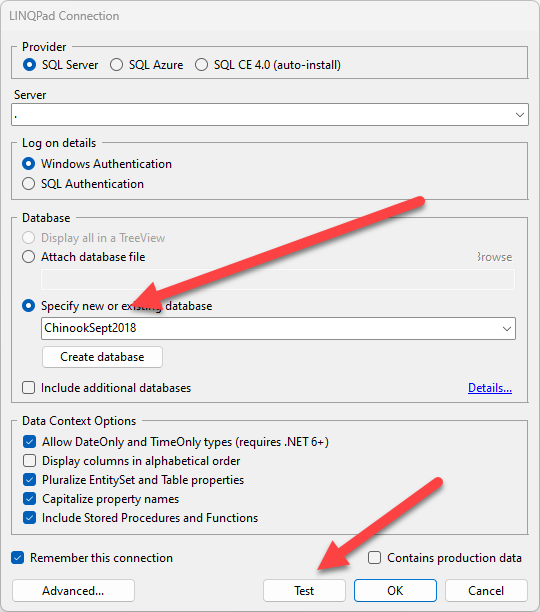 LINQPad Connection
Provider
SQL Server SQL Azure SQL CE 4.0 (auto-install)
Server
.
Log on details
Windows Authentication
SQL Authentication
Database
Display all in a TreeView
Attach database file
Specify new or existing database
ChinookSept2018
Create database
Include additional databases Details...
Data Context Options
Allow DateOnly and TimeOnly types (requires .NET 6+)
Display columns in alphabetical order
Pluralize EntitySet and Table properties
Capitalize property names
Include Stored Procedures and Functions
Remember this connection Contains production data
Advanced... Test OK Cancel